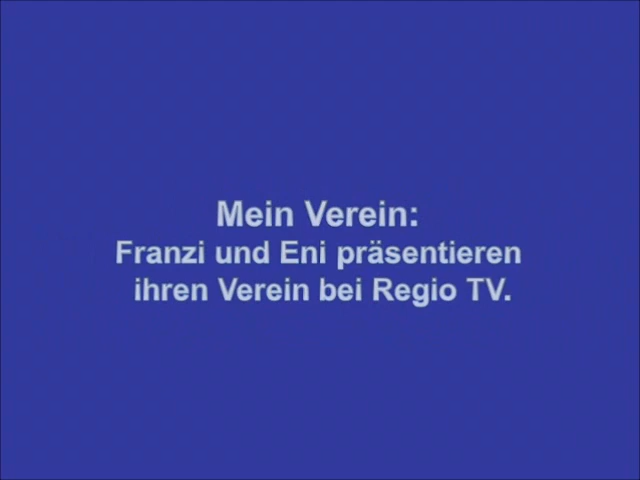 Mein Verein:
Franzi und Eni präsentieren
ihren Verein bei Regio TV.